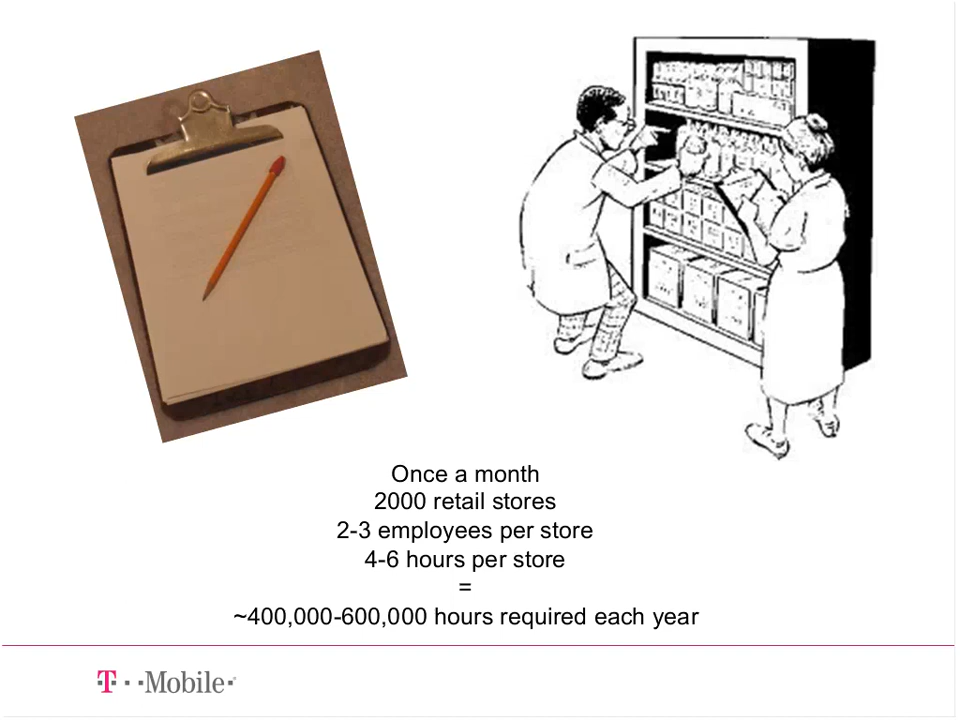 Once a month
2000 retail stores
2-3 employees per store
4-6 hours per store
=
~400,000-600,000 hours required each year
T··Mobile·